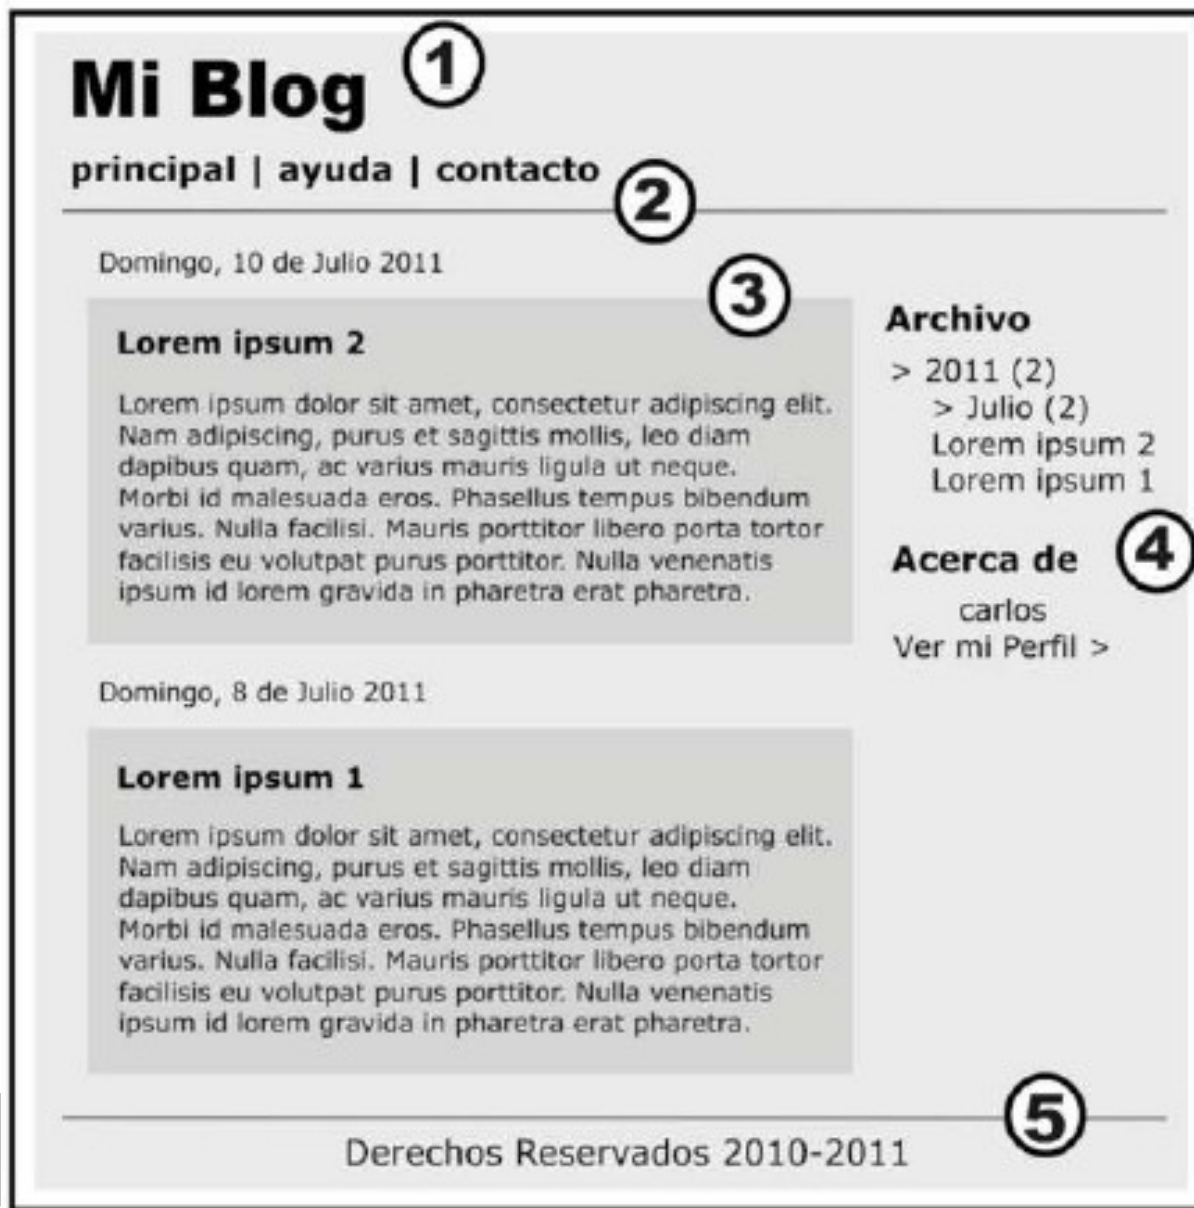 Mi Blog
1
principal | ayuda | contacto
2
Domingo, 10 de Julio 2011
3
Lorem ipsum 2
Lorem ipsum dolor sit amet, consectetur adipiscing elit.
Nam adipiscing, purus et sagittis mollis, leo diam
dapibus quam, ac varius mauris ligula ut neque.
Morbi id malesuada eros. Phasellus tempus bibendum
varius. Nulla facilisi. Mauris porttitor libero porta tortor
facilisis eu volutpat purus porttitor. Nulla venenatis
ipsum id lorem gravida in pharetra erat pharetra.
Domingo, 8 de Julio 2011
Lorem ipsum 1
Lorem ipsum dolor sit amet, consectetur adipiscing elit.
Nam adipiscing, purus et sagittis mollis, leo diam
dapibus quam, ac varius mauris ligula ut neque.
Morbi id malesuada eros. Phasellus tempus bibendum
varius. Nulla facilisi. Mauris porttitor libero porta tortor
facilisis eu volutpat purus porttitor. Nulla venenatis
ipsum id lorem gravida in pharetra erat pharetra.
Archivo
> 2011 (2)
> Julio (2)
Lorem ipsum 2
Lorem ipsum 1
Acerca de
4
carlos
Ver mi Perfil >
5
Derechos Reservados 2010-2011